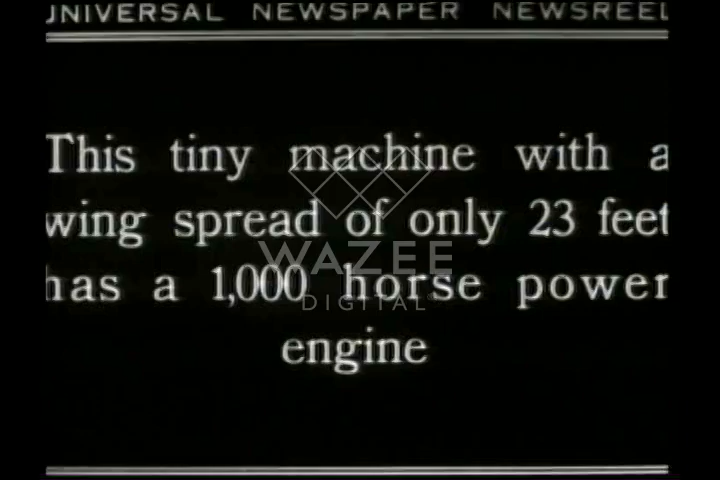 UNIVERSAL NEWSPAPER NEWSREEL
This tiny machine with a
wing spread of only 23 feet
has a 1,000 horse power
engine
WAZEE
DIGITAL